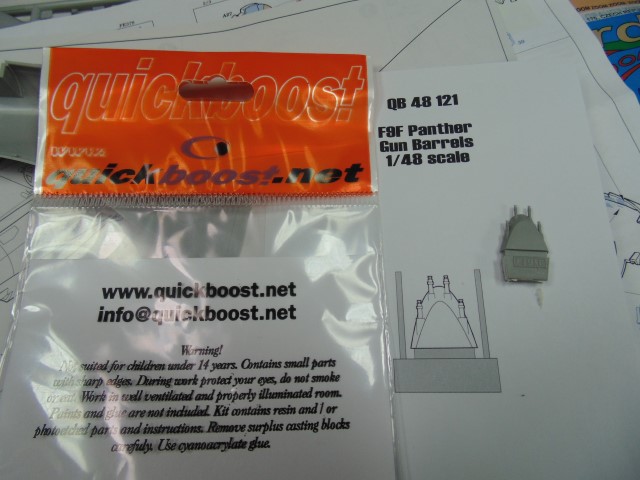 quickboost
www.
quickboost.net
www.quickboost.net
info@quickboost.net
Warning!
Not suited for children under 14 years. Contains small parts
with sharp edges. During work protect your eyes, do not smoke
or eat. Work in well ventilated and properly illuminated room.
Paints and glue are not included. Kit contains resin and / or
photoetched parts and instructions. Remove surplus casting blocks
carefuly. Use cyanoacrylate glue.
QB 48 121
F9F Panther
Gun Barrels
1/48 scale